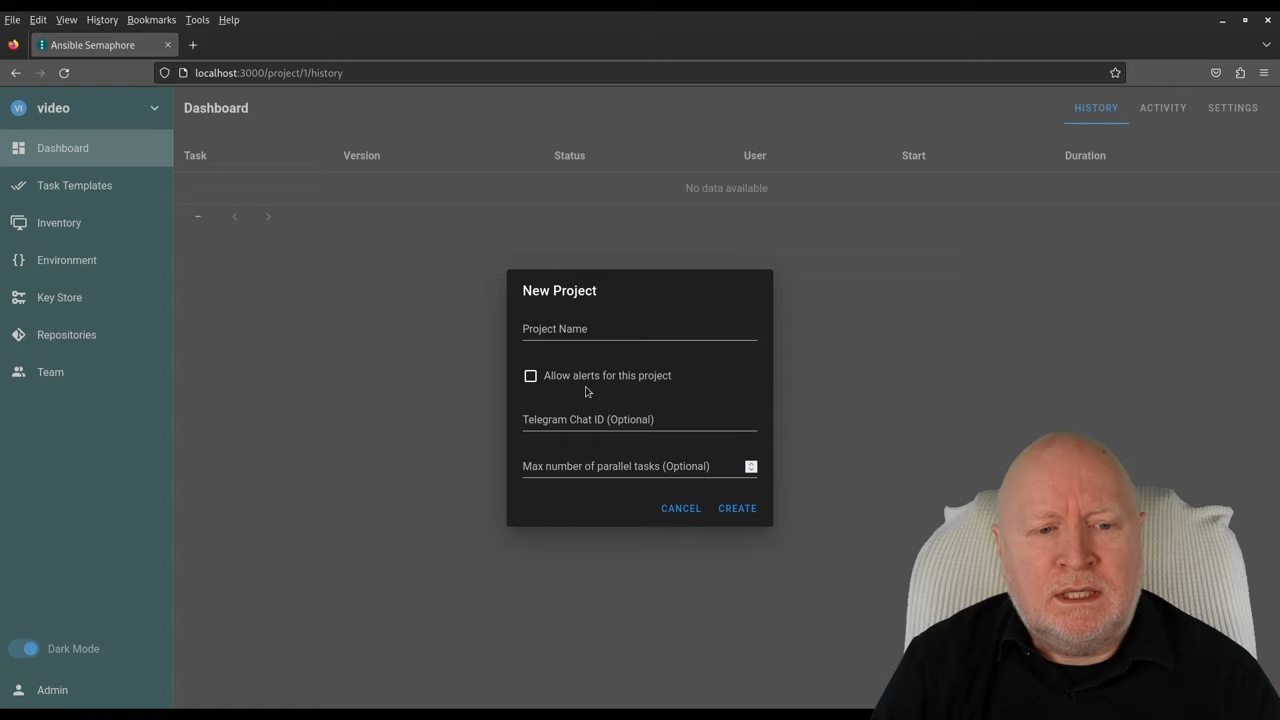 File Edit View History Bookmarks Tools Help
Ansible Semaphore
localhost:3000/project/1/history
VI video
Dashboard
HISTORY ACTIVITY SETTINGS
Dashboard
Task Version Status User Start Duration
Task Templates
No data available
Inventory
Environment
Key Store
Repositories
Team
New Project
Project Name
Allow alerts for this project
Telegram Chat ID (Optional)
Max number of parallel tasks (Optional)
CANCEL CREATE
Dark Mode
Admin